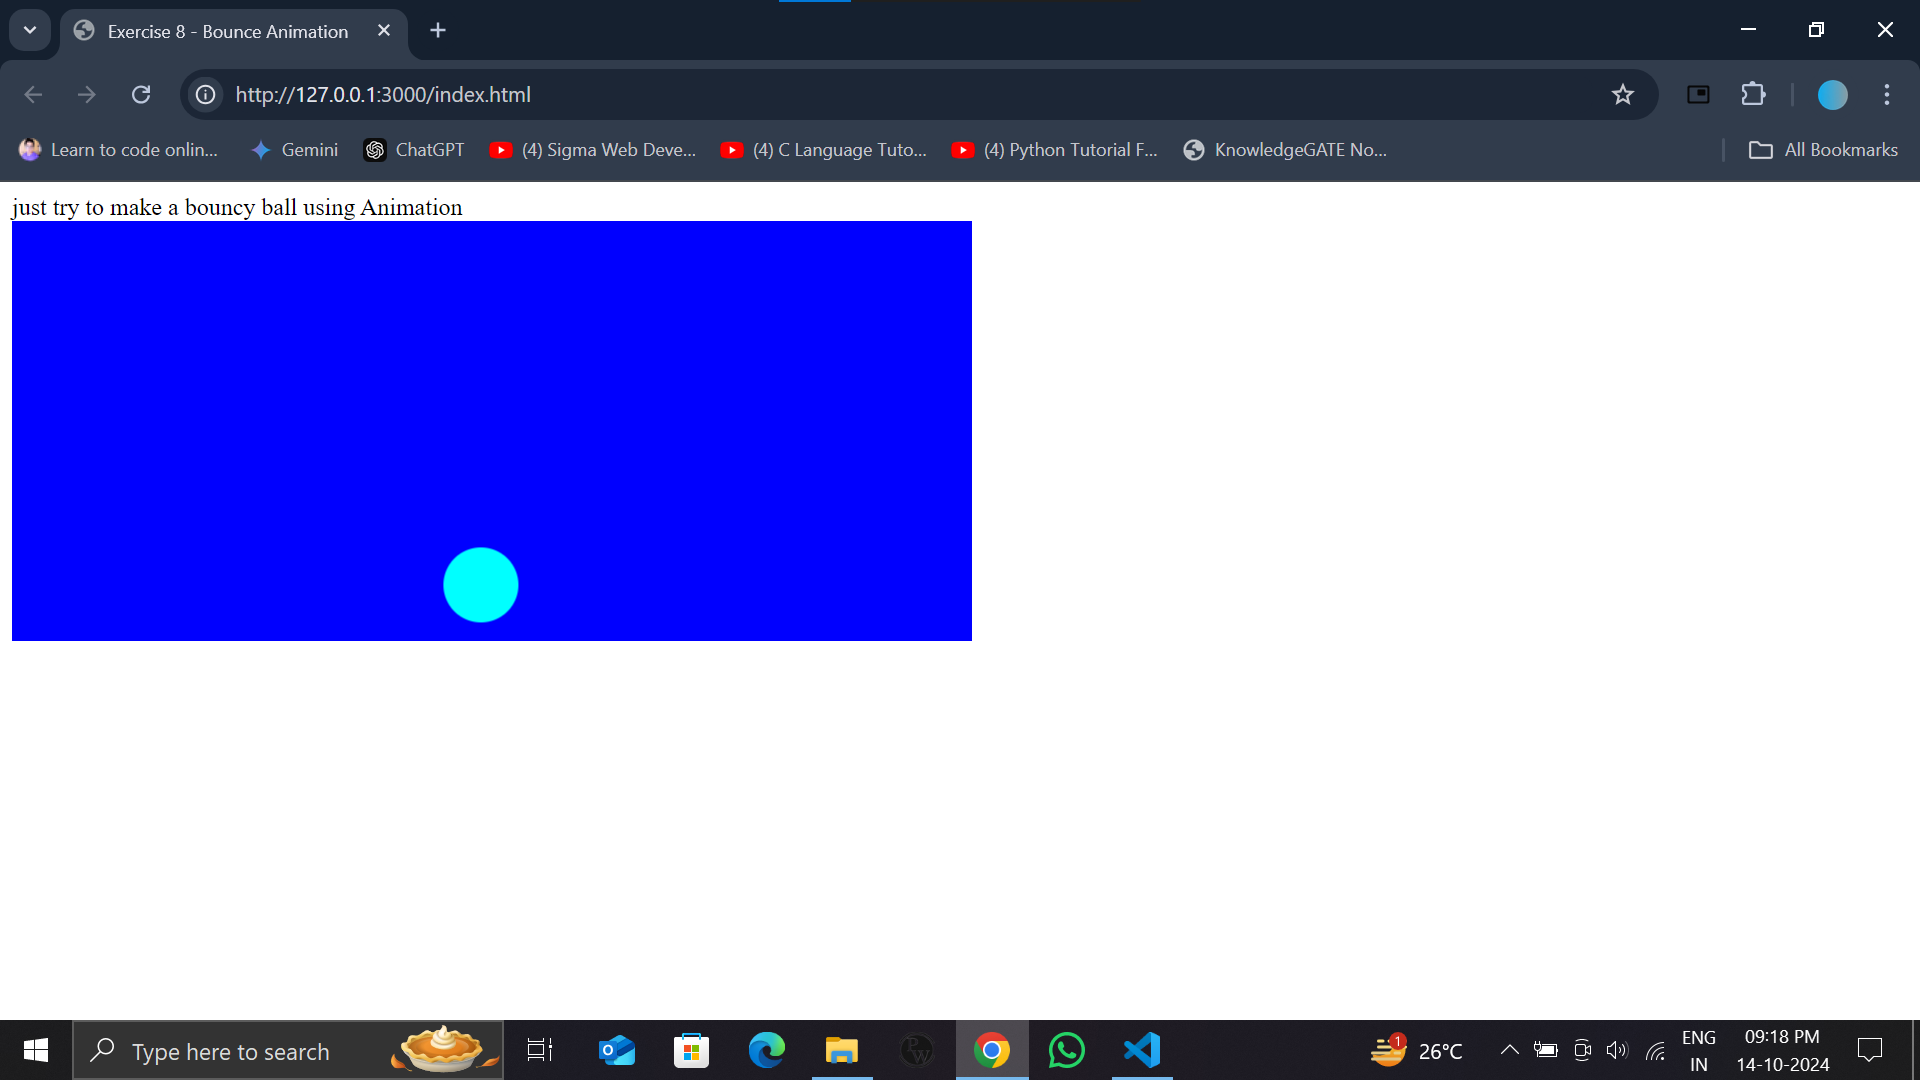 Exercise 8 - Bounce Animation
http://127.0.0.1:3000/index.html
Learn to code onlin...
Gemini
ChatGPT
(4) Sigma Web Deve...
(4) C Language Tuto...
(4) Python Tutorial F...
KnowledgeGATE No...
All Bookmarks
just try to make a bouncy ball using Animation
Type here to search
PW
1
26°C
ENG
IN
09:18 PM
14-10-2024